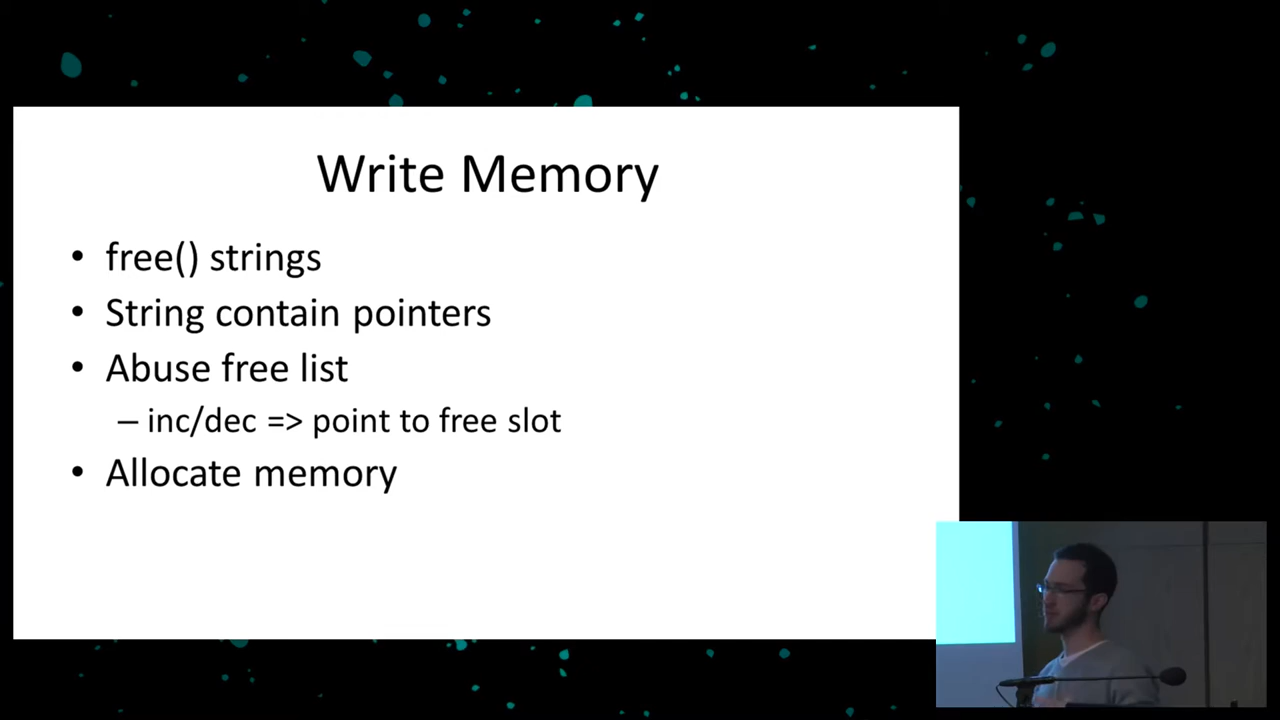 Write Memory
• free() strings
• String contain pointers
• Abuse free list
– inc/dec => point to free slot
• Allocate memory